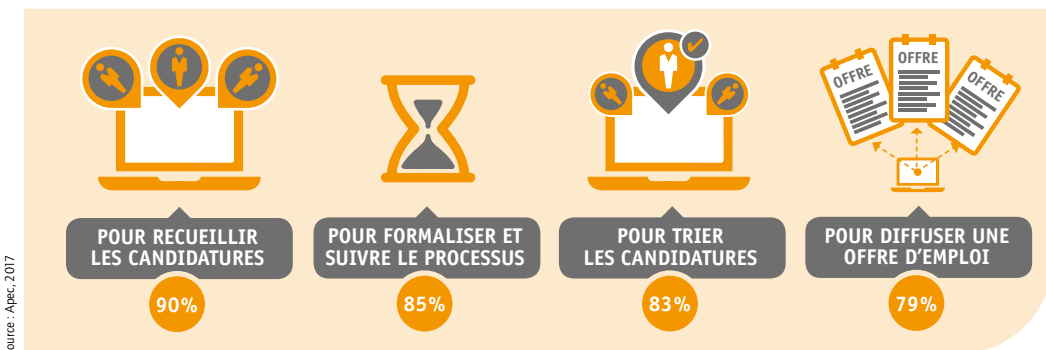 OFFRE
OFFRE
OFFRE
POUR RECUEILLIR
LES CANDIDATURES
90%
POUR FORMALISER ET
SUIVRE LE PROCESSUS
85%
POUR TRIER
LES CANDIDATURES
83%
POUR DIFFUSER UNE
OFFRE D'EMPLOI
79%
ource : Apec, 2017